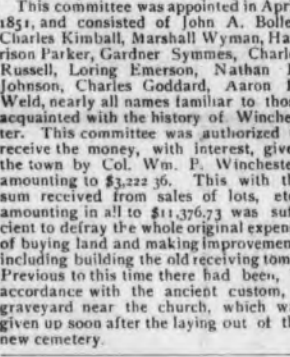 This committee was appointed in Apr
1851, and consisted of John A. Bolle
Charles Kimball, Marshall Wyman, Ha
rison Parker, Gardner Symmes, Charl
Russell, Loring Emerson, Nathan
Johnson, Charles Goddard, Aaron
Weld, nearly all names familiar to thos
acquainted with the history of Winche
ter. This committee was authorized
receive the money, with interest, give
the town by Col. Wm. P. Wincheste
amounting to $3,222 36. This with th
sum received from sales of lots, et
amounting in all to $11,376.73 was suf
cient to defray the whole original expen
of buying land and making improvemen
including building the old receiving tom
Previous to this time there had been,
accordance with the ancient custom,
graveyard near the church, which w
given up soon after the laying out of th
new cemetery.